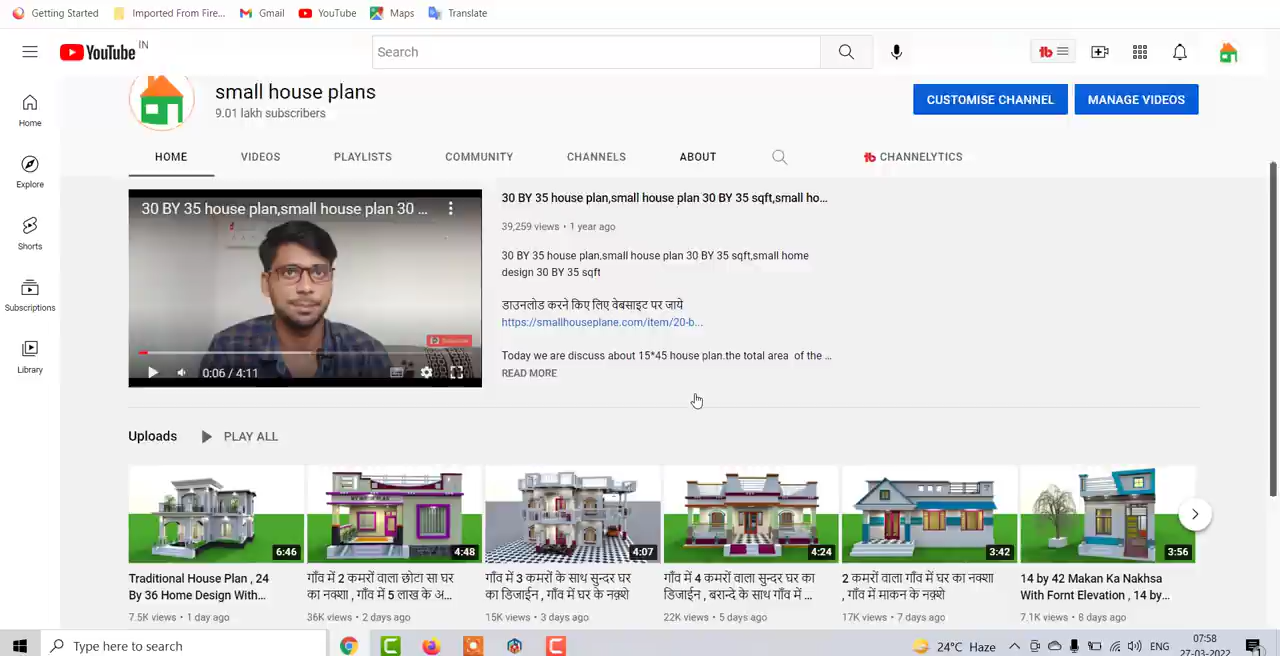 Getting Started Imported From Fire... Gmail YouTube Maps Translate
YouTube IN Search tb
small house plans
9.01 lakh subscribers
CUSTOMISE CHANNEL MANAGE VIDEOS
HOME VIDEOS PLAYLISTS COMMUNITY CHANNELS ABOUT tb CHANNELYTICS
Home
Explore
Shorts
Subscriptions
Library
30 BY 35 house plan,small house plan 30 ...
0:06 / 4:11
30 BY 35 house plan,small house plan 30 BY 35 sqft,small ho...
39,259 views • 1 year ago
30 BY 35 house plan,small house plan 30 BY 35 sqft,small home
design 30 BY 35 sqft
डाउनलोड करने किए लिए वेबसाइट पर जाये
https://smallhouseplane.com/item/20-b...
Today we are discuss about 15*45 house plan.the total area of the ...
READ MORE
Uploads PLAY ALL
6:46 4:48 4:07 4:24 3:42 3:56
Traditional House Plan , 24
By 36 Home Design With...
7.5K views • 1 day ago
गाँव में 2 कमरों वाला छोटा सा घर
का नक्शा , गाँव में 5 लाख के अ...
36K views • 2 days ago
गाँव में 3 कमरों के साथ सुन्दर घर
का डिजाईन , गाँव में घर के नक़्शे
15K views • 3 days ago
गाँव में 4 कमरों वाला सुन्दर घर का
डिजाईन , बरान्दे के साथ गाँव में ...
22K views • 5 days ago
2 कमरों वाला गाँव में घर का नक्शा
, गाँव में माकन के नक़्शे
17K views • 7 days ago
14 by 42 Makan Ka Nakhsa
With Fornt Elevation , 14 by...
7.1K views • 8 days ago
Type here to search 24°C Haze ENG 07:58
27-03-2022